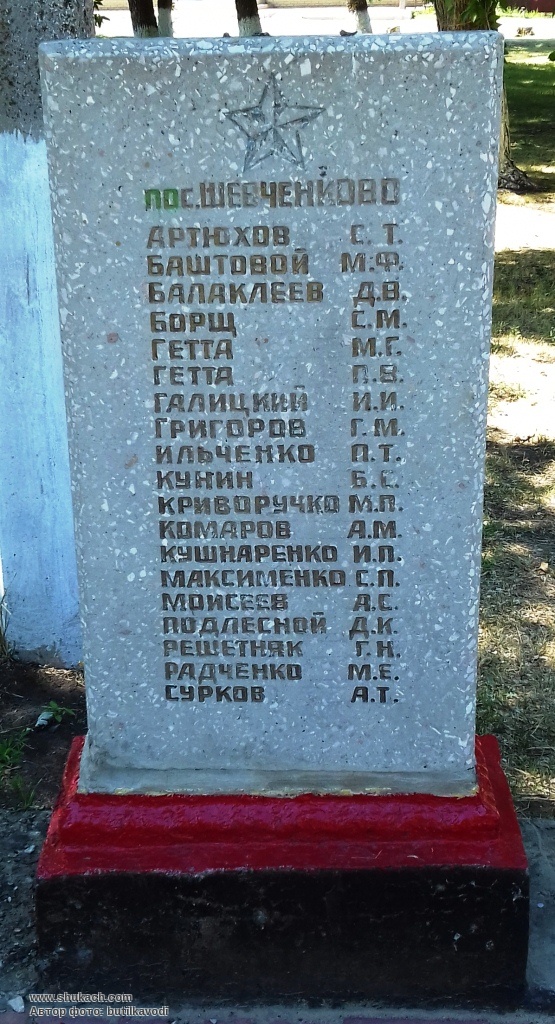 пос.ШЕВЧЕНКОВО
АРТЮХОВ С. Т.
БАШТОВОЙ М.Ф.
БАЛАКЛЕЕВ Д.В.
БОРЩ С.М.
ГЕТТА М.Г.
ГЕТТА П.В.
ГАЛИЦКИЙ И.И.
ГРИГОРОВ Г.М.
ИЛЬЧЕНКО П.Т.
КУНИН Б.С.
КРИВОРУЧКО М.П.
КОМАРОВ А.М.
КУШНАРЕНКО И.П.
МАКСИМЕНКО С.П.
МОИСЕЕВ А.С.
ПОДЛЕСНОЙ Д.К.
РЕШЕТНЯК Г.Н.
РАДЧЕНКО М.Е.
СУРКОВ А.Т.
www.shukach.com
Автор фото: butilkavodi